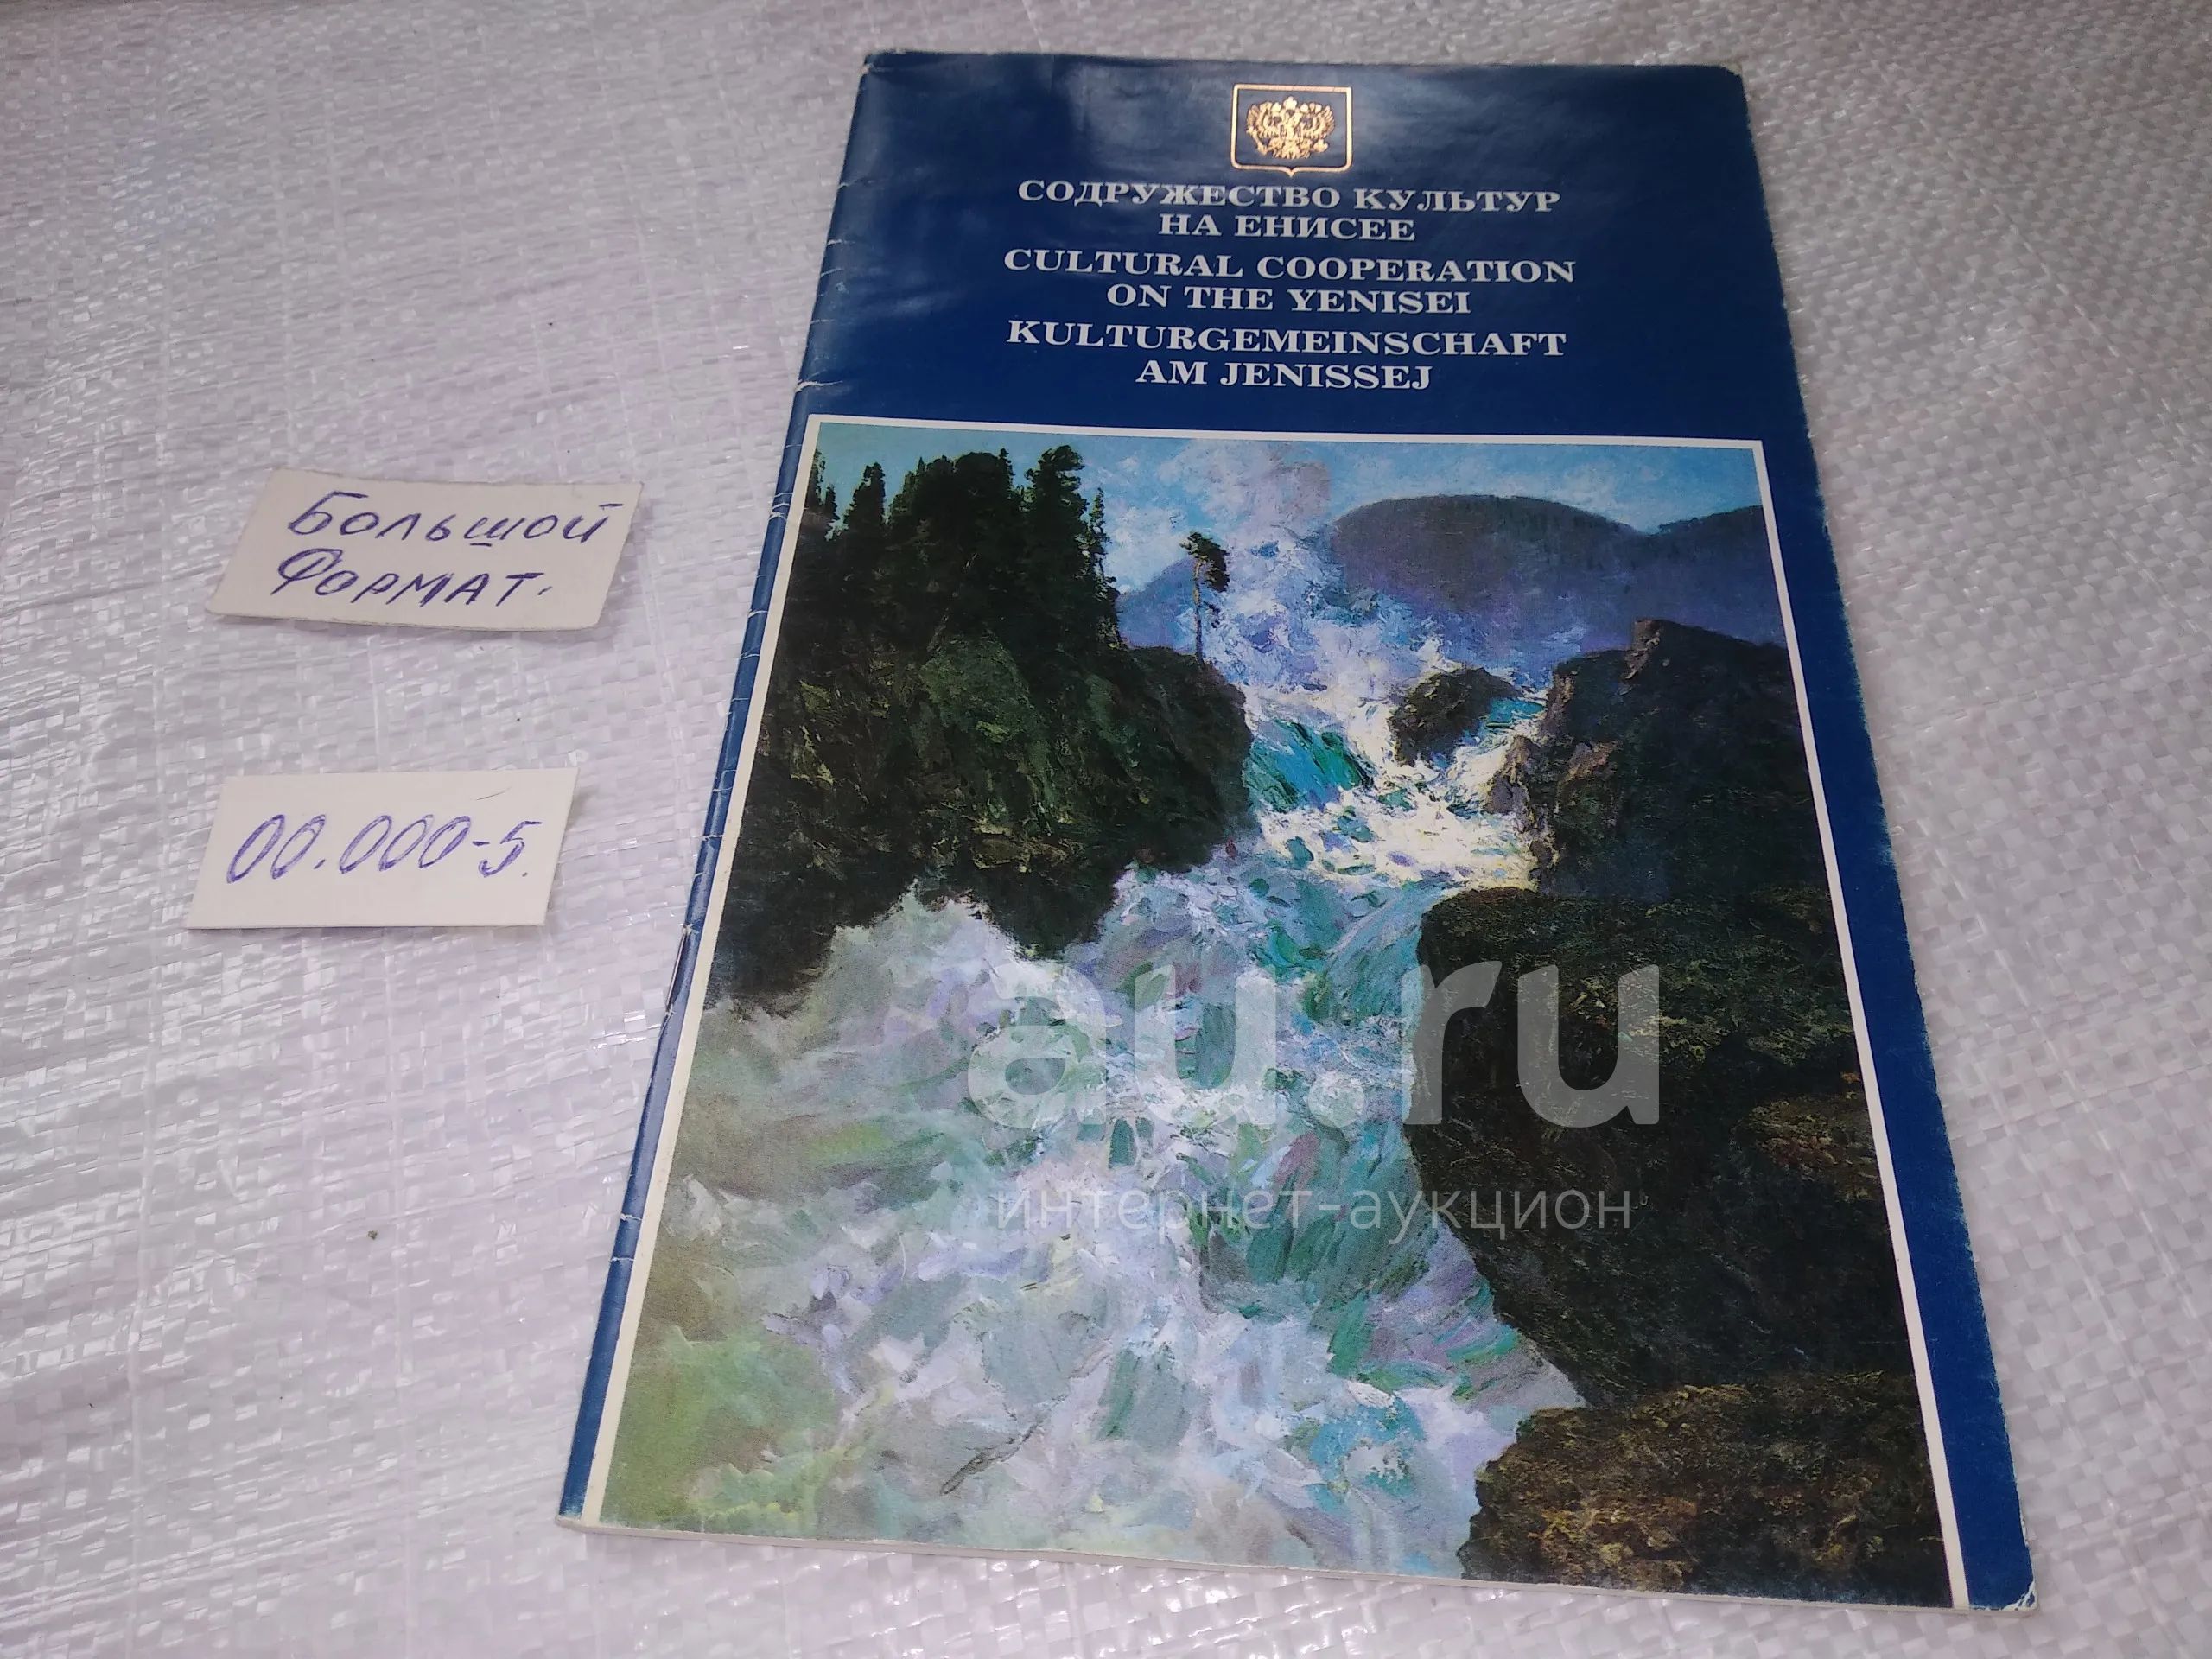 СОДРУЖЕСТВО КУЛЬТУР
НА ЕНИСЕЕ
CULTURAL COOPERATION
ON THE YENISEI
KULTURGEMEINSCHAFT
AM JENISSEJ
Большой
Формат.
00.000-5.
au.ru
интернет-аукцион